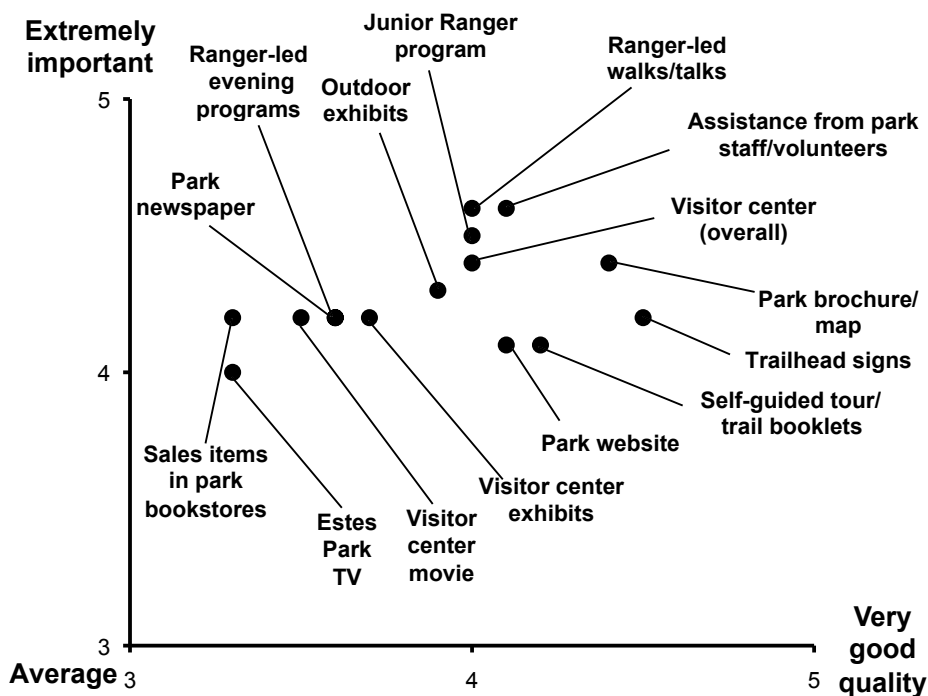 Extremely
important
Ranger-led
evening
programs
Outdoor
exhibits
Junior Ranger
program
Ranger-led
walks/talks
5
Assistance from park
staff/volunteers
Park
newspaper
Visitor center
(overall)
Park brochure/
map
Trailhead signs
4
Self-guided tour/
trail booklets
Park website
Sales items
in park
bookstores
Visitor center
exhibits
Estes
Park
TV
Visitor
center
movie
3
Average
3
4
5
Very
good
quality